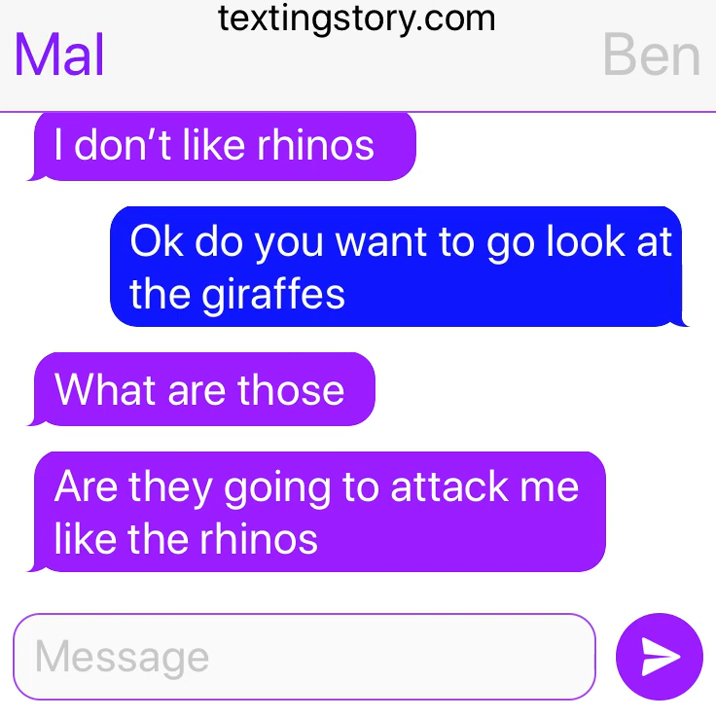 textingstory.com
Mal
Ben
I don’t like rhinos
Ok do you want to go look at
the giraffes
What are those
Are they going to attack me
like the rhinos
Message